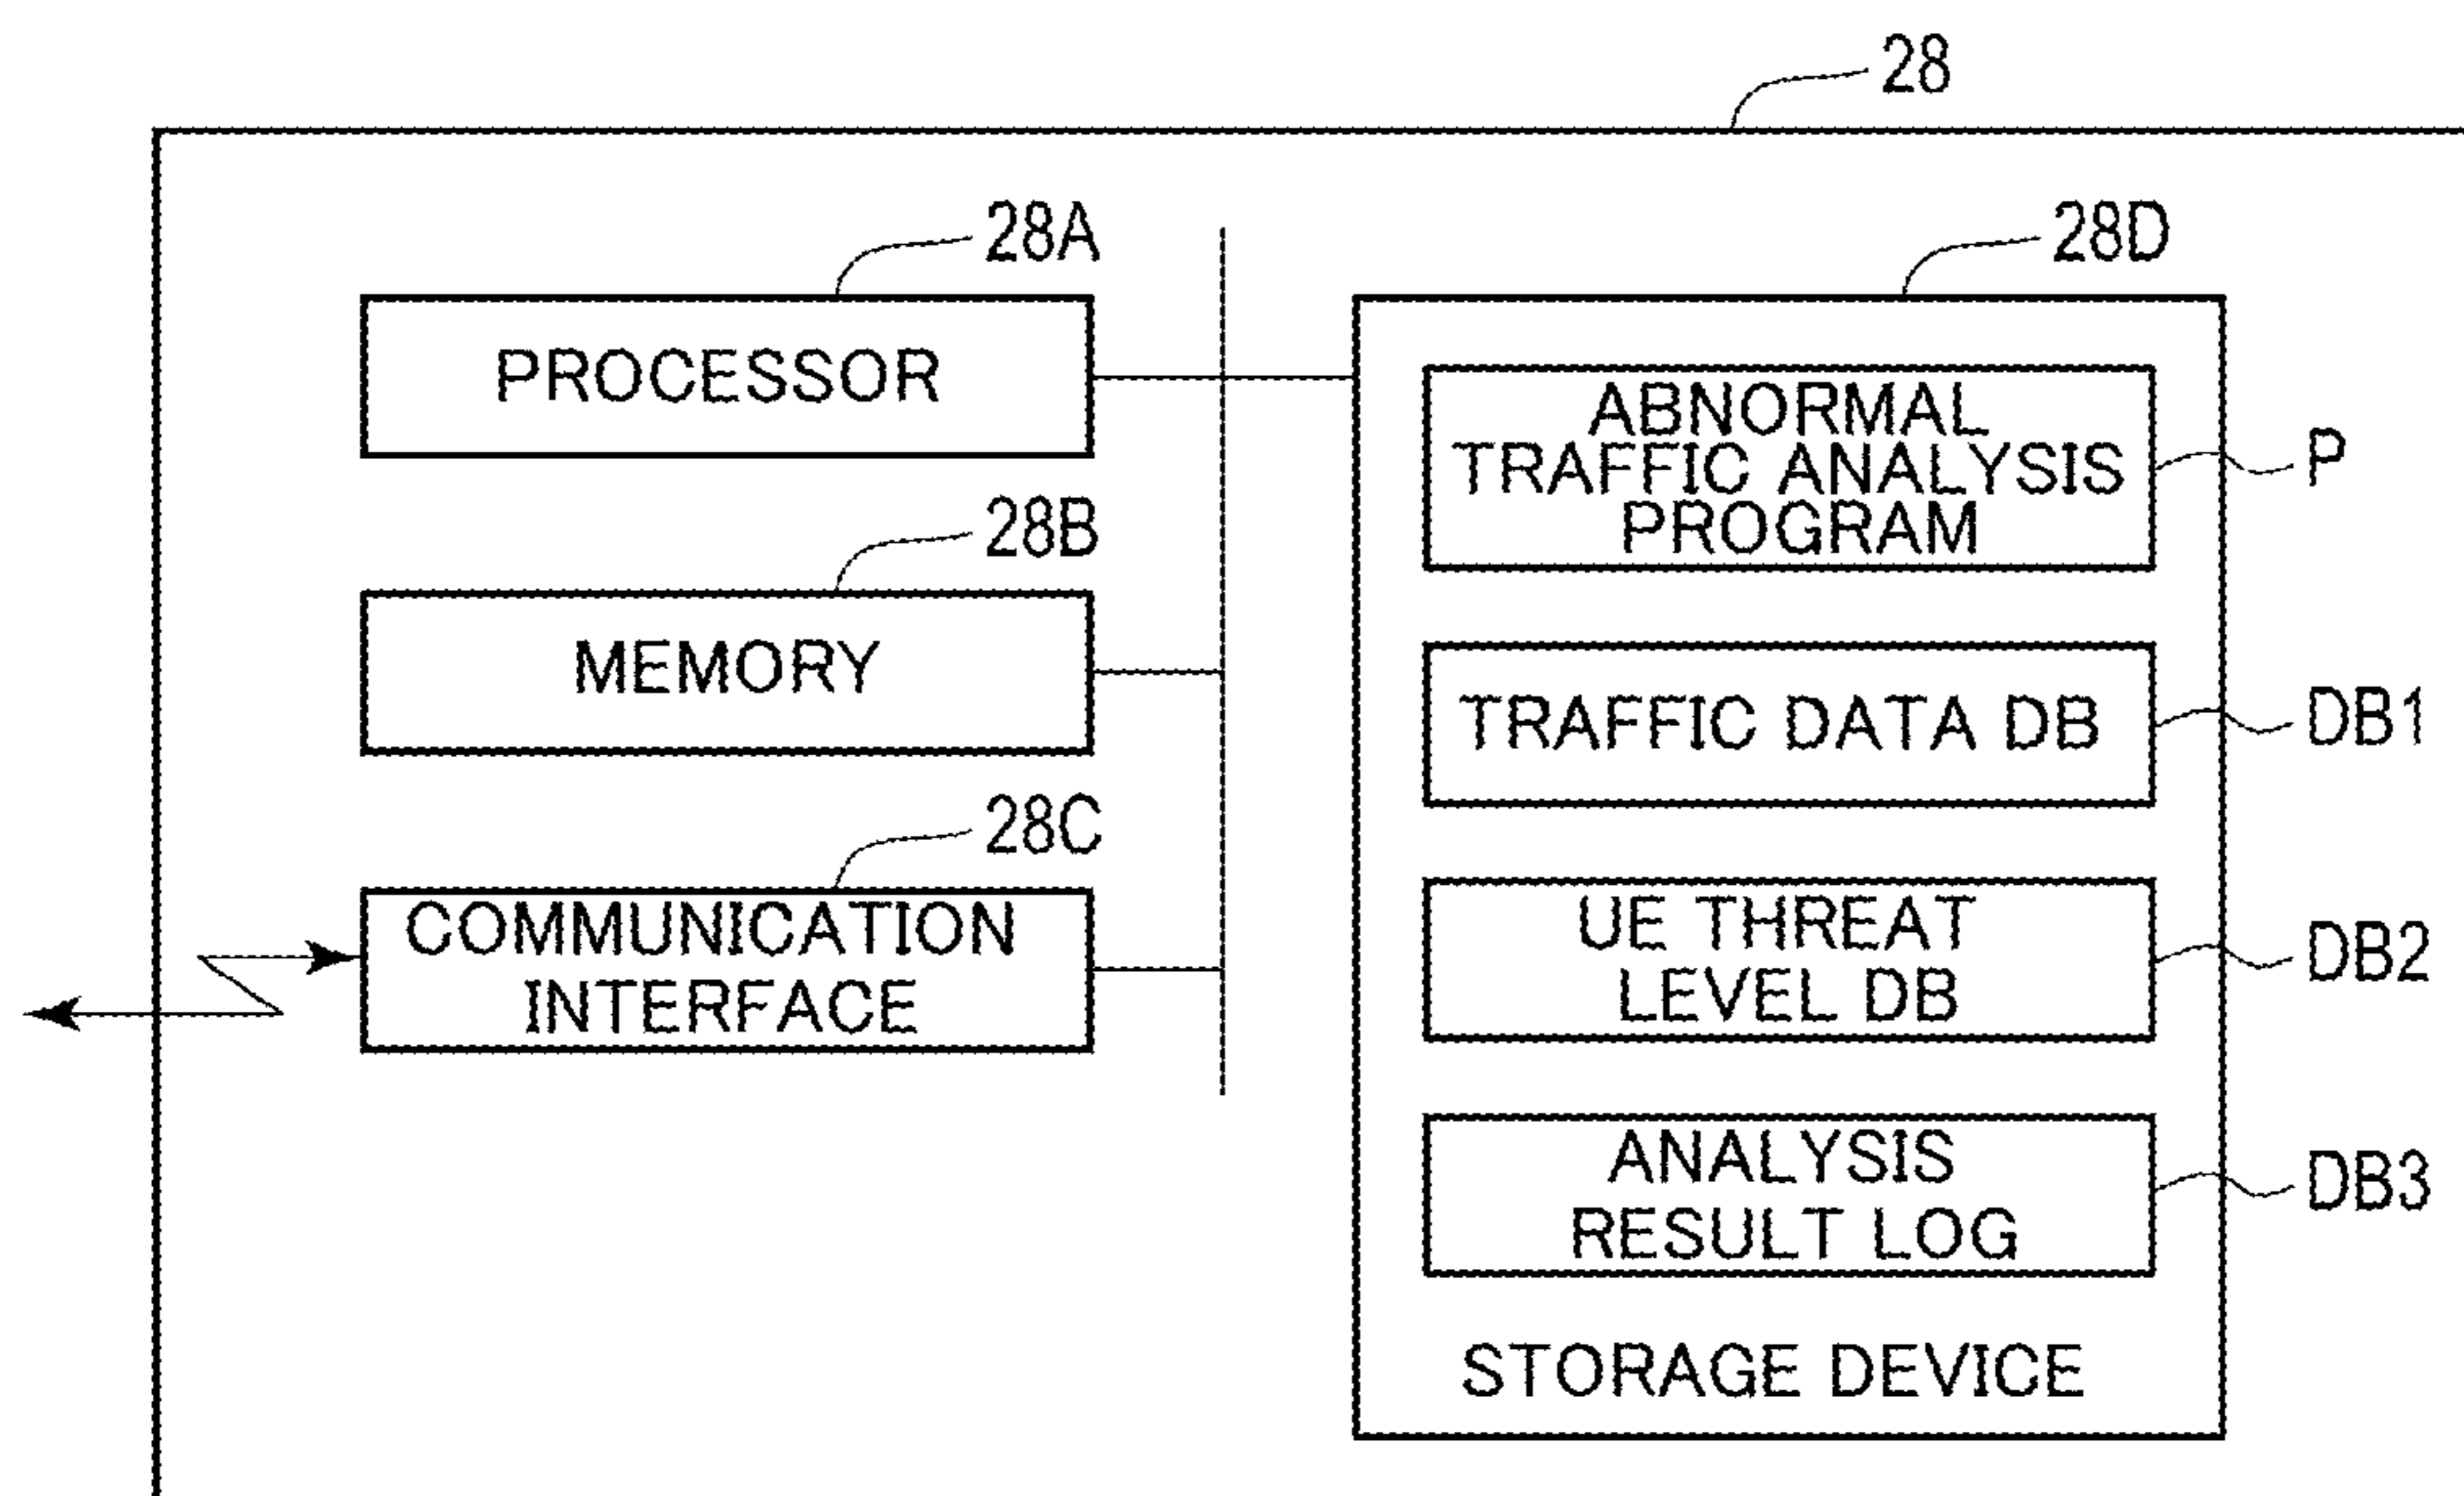 28
28A
PROCESSOR
28B
MEMORY
28C
COMMUNICATION
INTERFACE
28D
ABNORMAL
TRAFFIC ANALYSIS
PROGRAM
P
TRAFFIC DATA DB
DB1
UE THREAT
LEVEL DB
DB2
ANALYSIS
RESULT LOG
DB3
STORAGE DEVICE